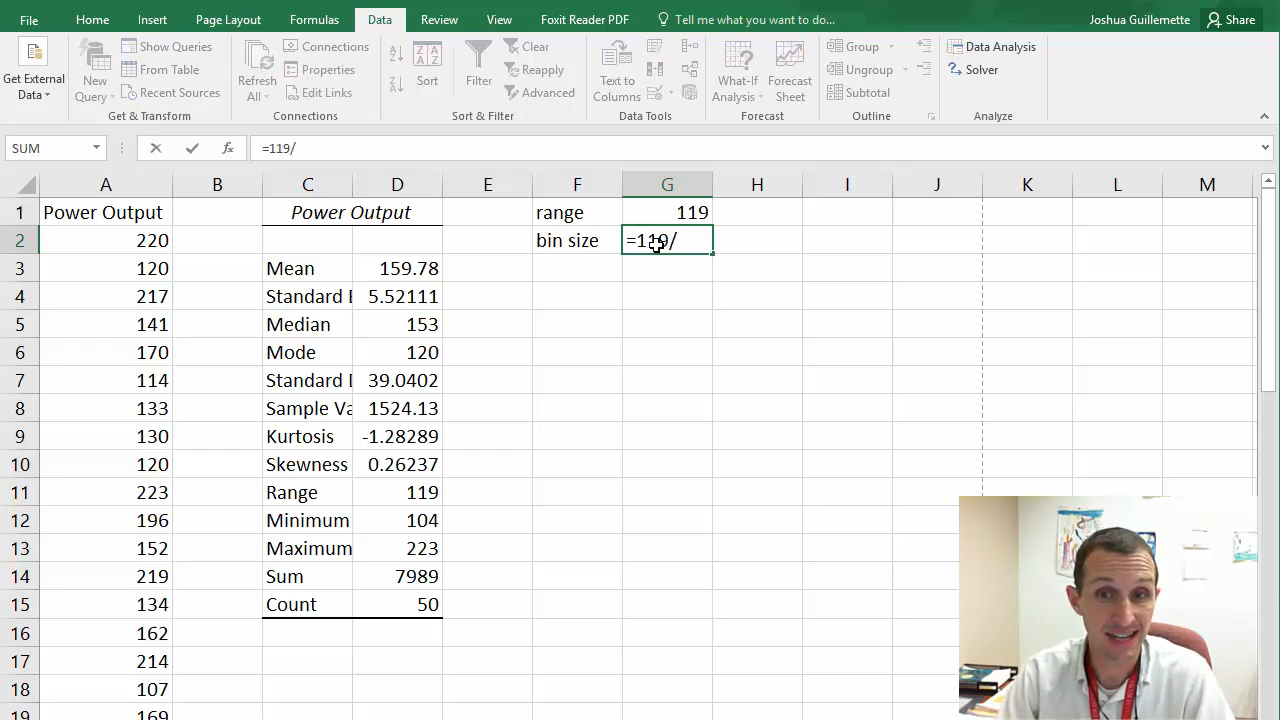 File Home Insert Page Layout Formulas Data Review View Foxit Reader PDF Tell me what you want to do... Joshua Guillemette Share
Get External Data
New Query
Show Queries
From Table
Recent Sources
Get & Transform
Refresh All
Connections
Properties
Edit Links
Connections
Sort
Filter
Clear
Reapply
Advanced
Sort & Filter
Text to Columns
Data Tools
What-If Analysis
Forecast Sheet
Forecast
Group
Ungroup
Subtotal
Outline
Data Analysis
Solver
Analyze
SUM fx =119/
A B C D E F G H I J K L M
1 Power Output Power Output range 119
2 220 bin size =119/
3 120 Mean 159.78
4 217 Standard E 5.52111
5 141 Median 153
6 170 Mode 120
7 114 Standard D 39.0402
8 133 Sample Va 1524.13
9 130 Kurtosis -1.28289
10 120 Skewness 0.26237
11 223 Range 119
12 196 Minimum 104
13 152 Maximum 223
14 219 Sum 7989
15 134 Count 50
16 162
17 214
18 107
19 169